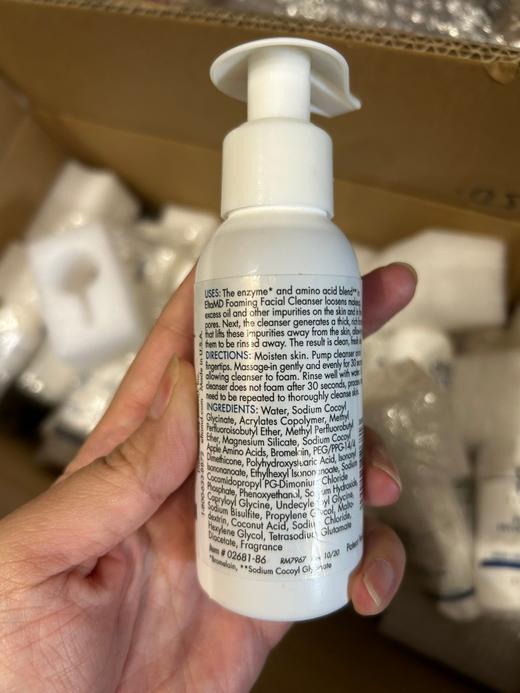 USES: The enzyme* and amino acid blend**
EltaMD Foaming Facial Cleanser loosens makeup,
excess oil and other impurities on the skin and in
pores. Next, the cleanser generates a thick, rich
that lifts these impurities away from the skin, allowing
them to be rinsed away. The result is clean, fresh
DIRECTIONS: Moisten skin. Pump cleanser
fingertips. Massage in gently and evenly for 30
allowing cleanser to foam. Rinse well with water.
cleanser does not foam after 30 seconds, process
need to be repeated to thoroughly cleanse skin.
INGREDIENTS: Water, Sodium Cocoyl
Glycinate, Acrylates Copolymer, Methyl
Perfluoroisobutyl Ether, Methyl Perfluorobutyl
Ether, Magnesium Silicate, Sodium Cocoyl
Apple Amino Acids, Bromelain, PEG/PPG-14/4
Dimethicone, Polyhydroxystearic Acid, Isononyl
Isononanoate, Ethylhexyl Isononanoate, Sodium
Cocamidopropyl PG-Dimonium Chloride
Phosphate, Phenoxyethanol, Sodium Hydroxide,
Capryloyl Glycine, Undecylenoyl Glycine,
Sodium Bisulfite, Propylene Glycol, Malto-
dextrin, Coconut Acid, Sodium Chloride,
Hexylene Glycol, Tetrasodium Glutamate
Diacetate, Fragrance
Item # 02681-86 RM7967 10/20 Patent
*Bromelain, **Sodium Cocoyl Glycinate